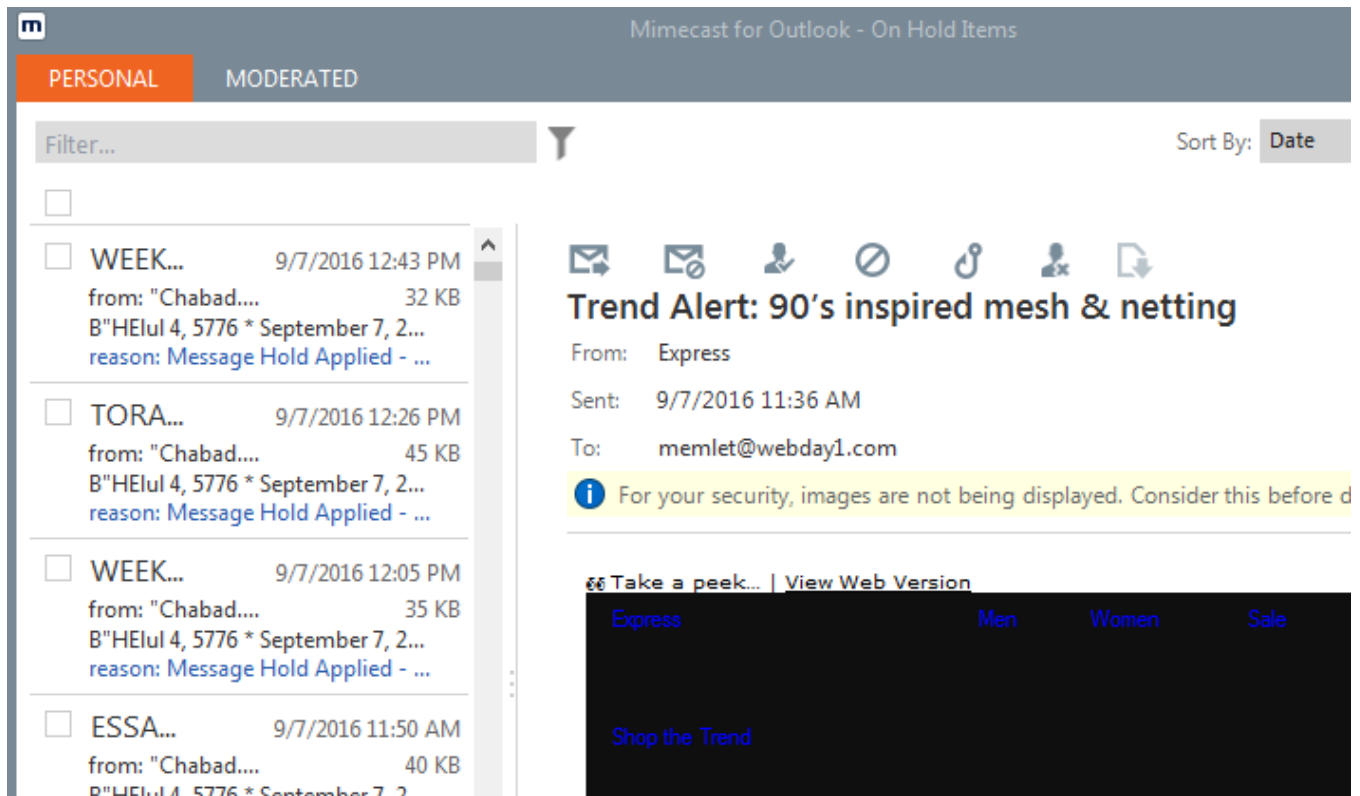 m
Mimecast for Outlook - On Hold Items
PERSONAL MODERATED
Filter...
Sort By: Date
WEEK... 9/7/2016 12:43 PM
from: "Chabad.... 32 KB
B"HElul 4, 5776 * September 7, 2...
reason: Message Hold Applied - ...
TORA... 9/7/2016 12:26 PM
from: "Chabad.... 45 KB
B"HElul 4, 5776 * September 7, 2...
reason: Message Hold Applied - ...
WEEK... 9/7/2016 12:05 PM
from: "Chabad.... 35 KB
B"HElul 4, 5776 * September 7, 2...
reason: Message Hold Applied - ...
ESSA... 9/7/2016 11:50 AM
from: "Chabad.... 40 KB
B"HElul 4, 5776 * September 7, 2...
Trend Alert: 90's inspired mesh & netting
From: Express
Sent: 9/7/2016 11:36 AM
To: memlet@webday1.com
For your security, images are not being displayed. Consider this before d
Take a peek... | View Web Version
Express Men Women Sale
Shop the Trend